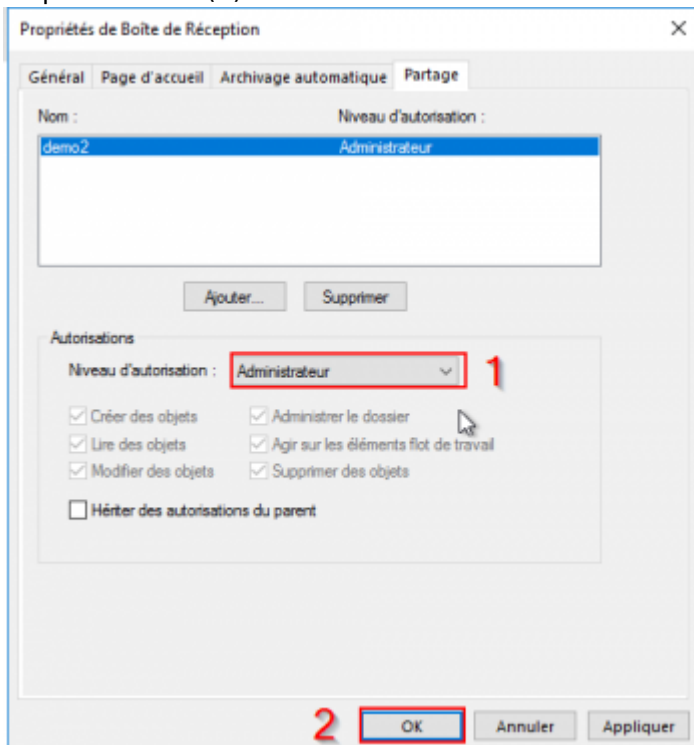 Propriétés de Boîte de Réception
Général Page d'accueil Archivage automatique Partage
Nom : Niveau d'autorisation :
demo2 Administrateur
Ajouter... Supprimer
Autorisations
Niveau d'autorisation : Administrateur 1
Créer des objets Administrer le dossier
Lire des objets Agir sur les éléments flot de travail
Modifier des objets Supprimer des objets
Hériter des autorisations du parent
2 OK Annuler Appliquer